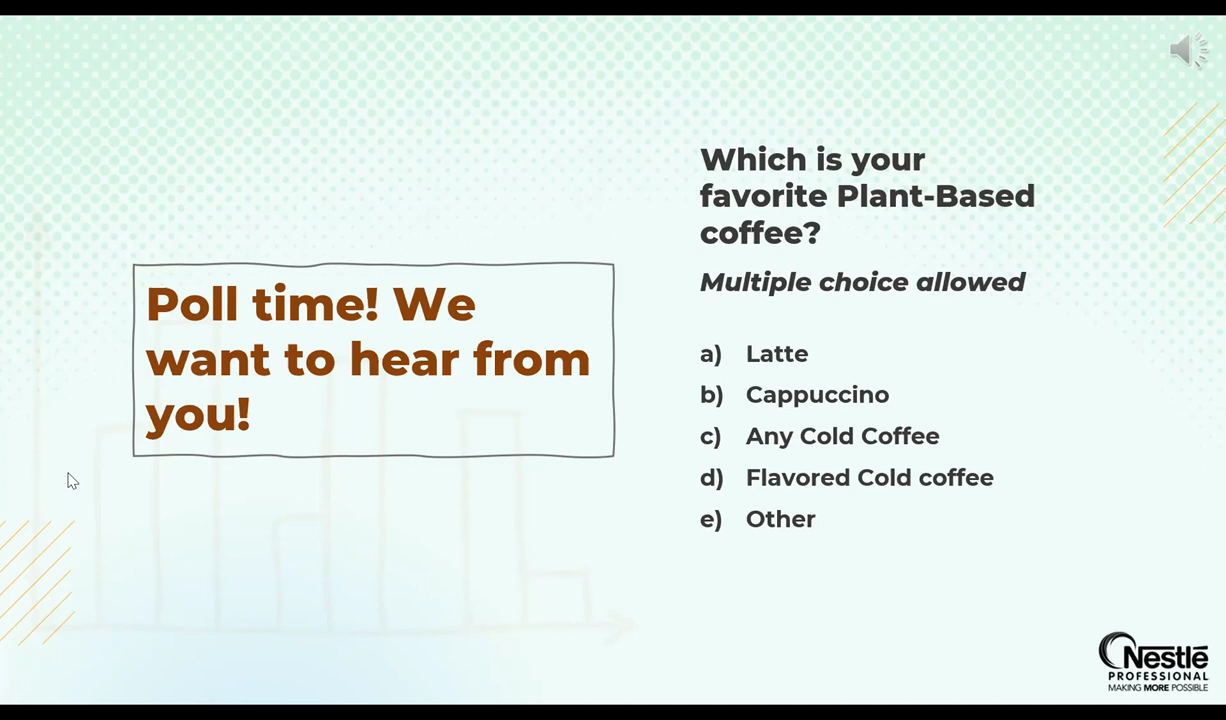 Poll time! We
want to hear from
you!
Which is your
favorite Plant-Based
coffee?
Multiple choice allowed
a) Latte
b) Cappuccino
c) Any Cold Coffee
d) Flavored Cold coffee
e) Other
Nestlé
PROFESSIONAL
MAKING MORE POSSIBLE